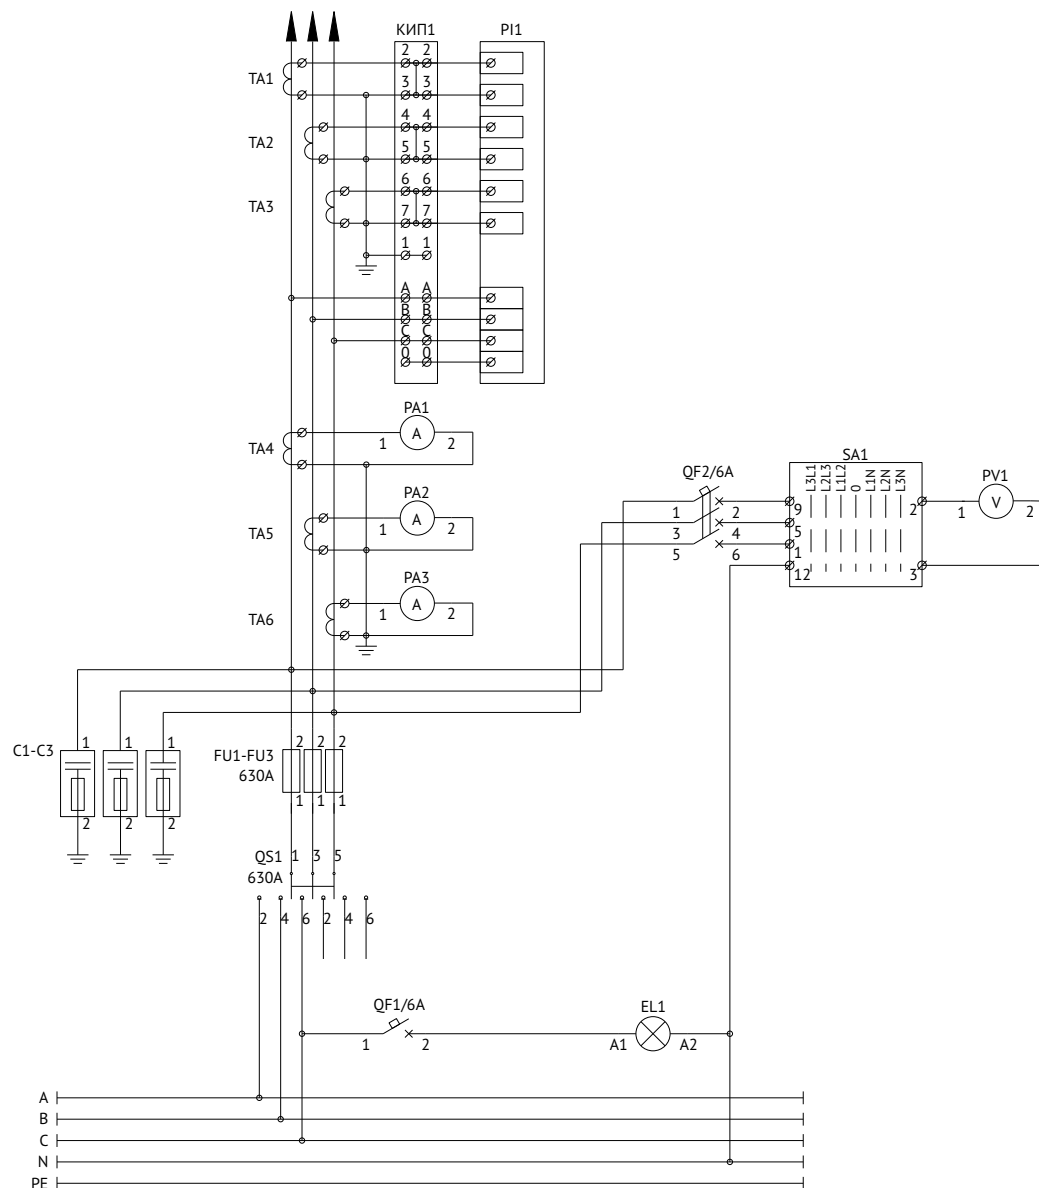 КИП1 PI1
2 2
TA1
3 3
4 4
TA2
5 5
6 6
TA3
7 7
1 1
A A
B B
C C
0 0
PA1
A
1 2
TA4
PA2
A
1 2
TA5
PA3
A
1 2
TA6
QF2/6A
1 2
3 4
5 6
SA1
L3L1 L2L3 L1L2 0 L1N L2N L3N
9 2
5
1
12 3
PV1
V
1 2
C1-C3
1 1 1
2 2 2
FU1-FU3
630A
2 2 2
1 1 1
QS1 1 3 5
630A
2 4 6 2 4 6
QF1/6A
1 2
EL1
A1 A2
A
B
C
N
PE